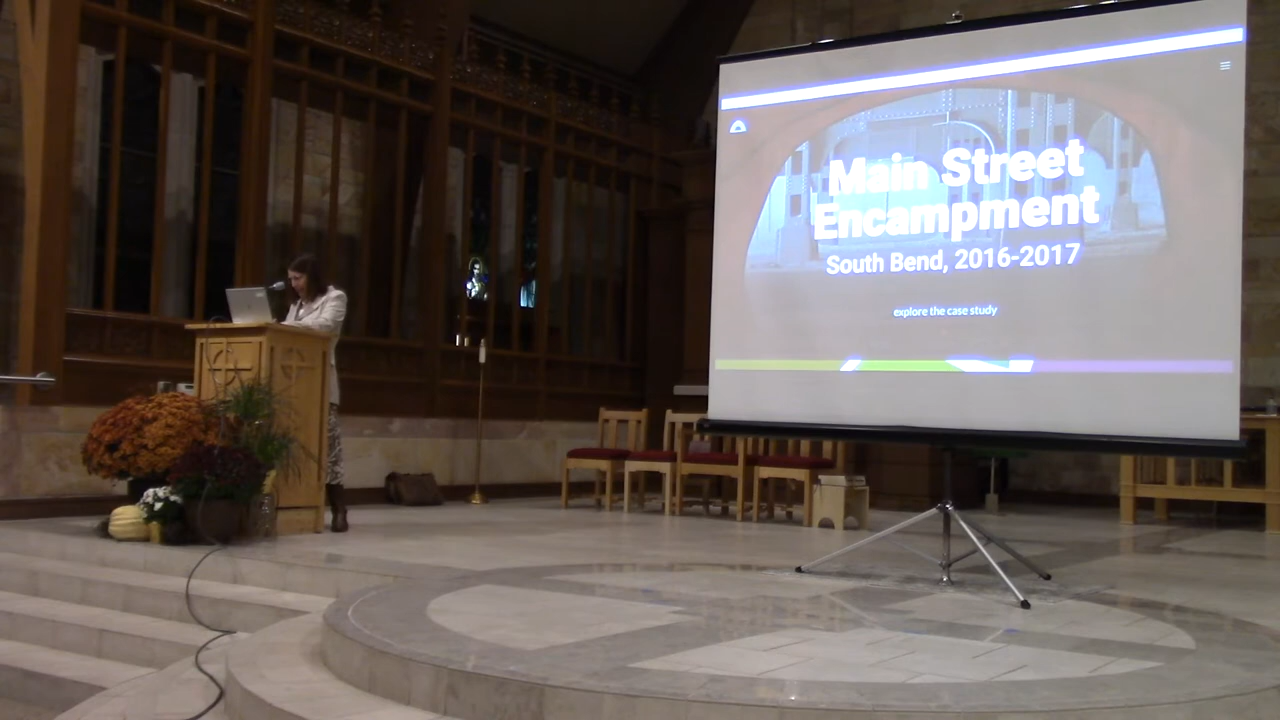 Main Street
Encampment
South Bend, 2016-2017
explore the case study